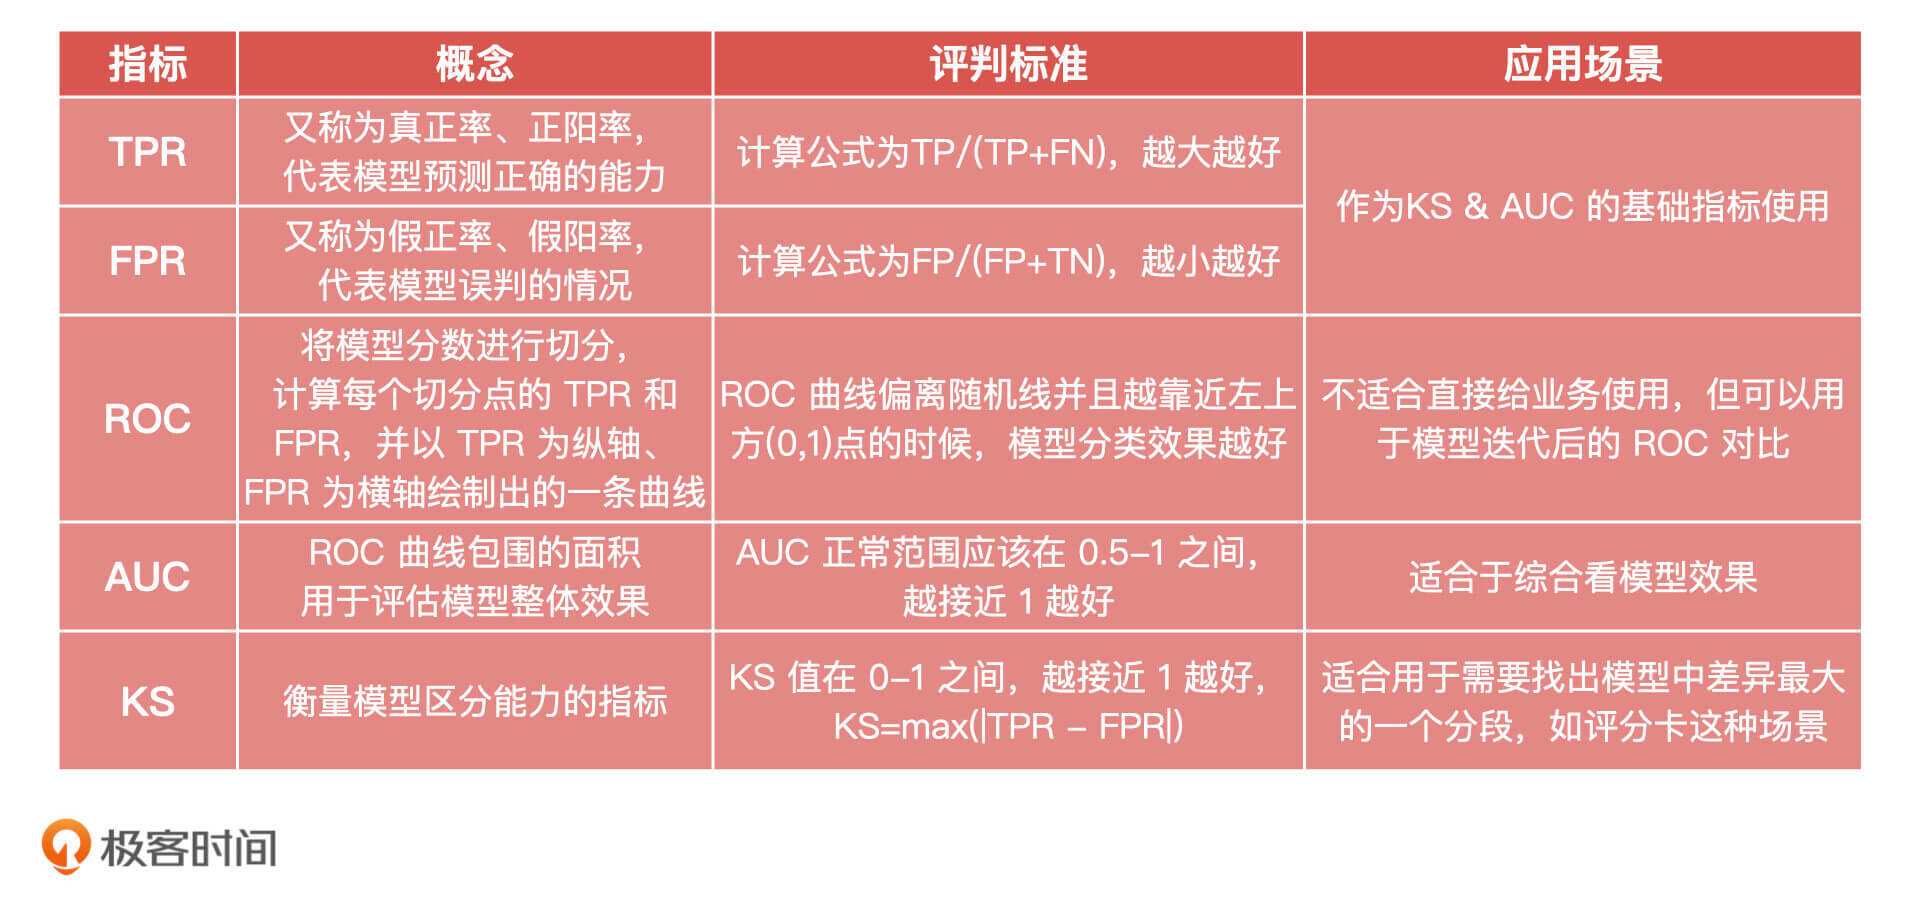 指标
概念
评判标准
应用场景
TPR
又称为真正率、正阳率，
代表模型预测正确的能力
计算公式为TP/(TP+FN)，越大越好
作为KS & AUC 的基础指标使用
FPR
又称为假正率、假阳率，
代表模型误判的情况
计算公式为FP/(FP+TN)，越小越好
ROC
将模型分数进行切分，
计算每个切分点的 TPR 和
FPR，并以 TPR 为纵轴、
FPR 为横轴绘制出的一条曲线
ROC 曲线偏离随机线并且越靠近左上
方(0,1)点的时候，模型分类效果越好
不适合直接给业务使用，但可以用
于模型迭代后的 ROC 对比
AUC
ROC 曲线包围的面积
用于评估模型整体效果
AUC 正常范围应该在 0.5–1 之间，
越接近 1 越好
适合于综合看模型效果
KS
衡量模型区分能力的指标
KS 值在 0–1 之间，越接近 1 越好，
KS=max(|TPR – FPR|)
适合用于需要找出模型中差异最大
的一个分段，如评分卡这种场景
极客时间